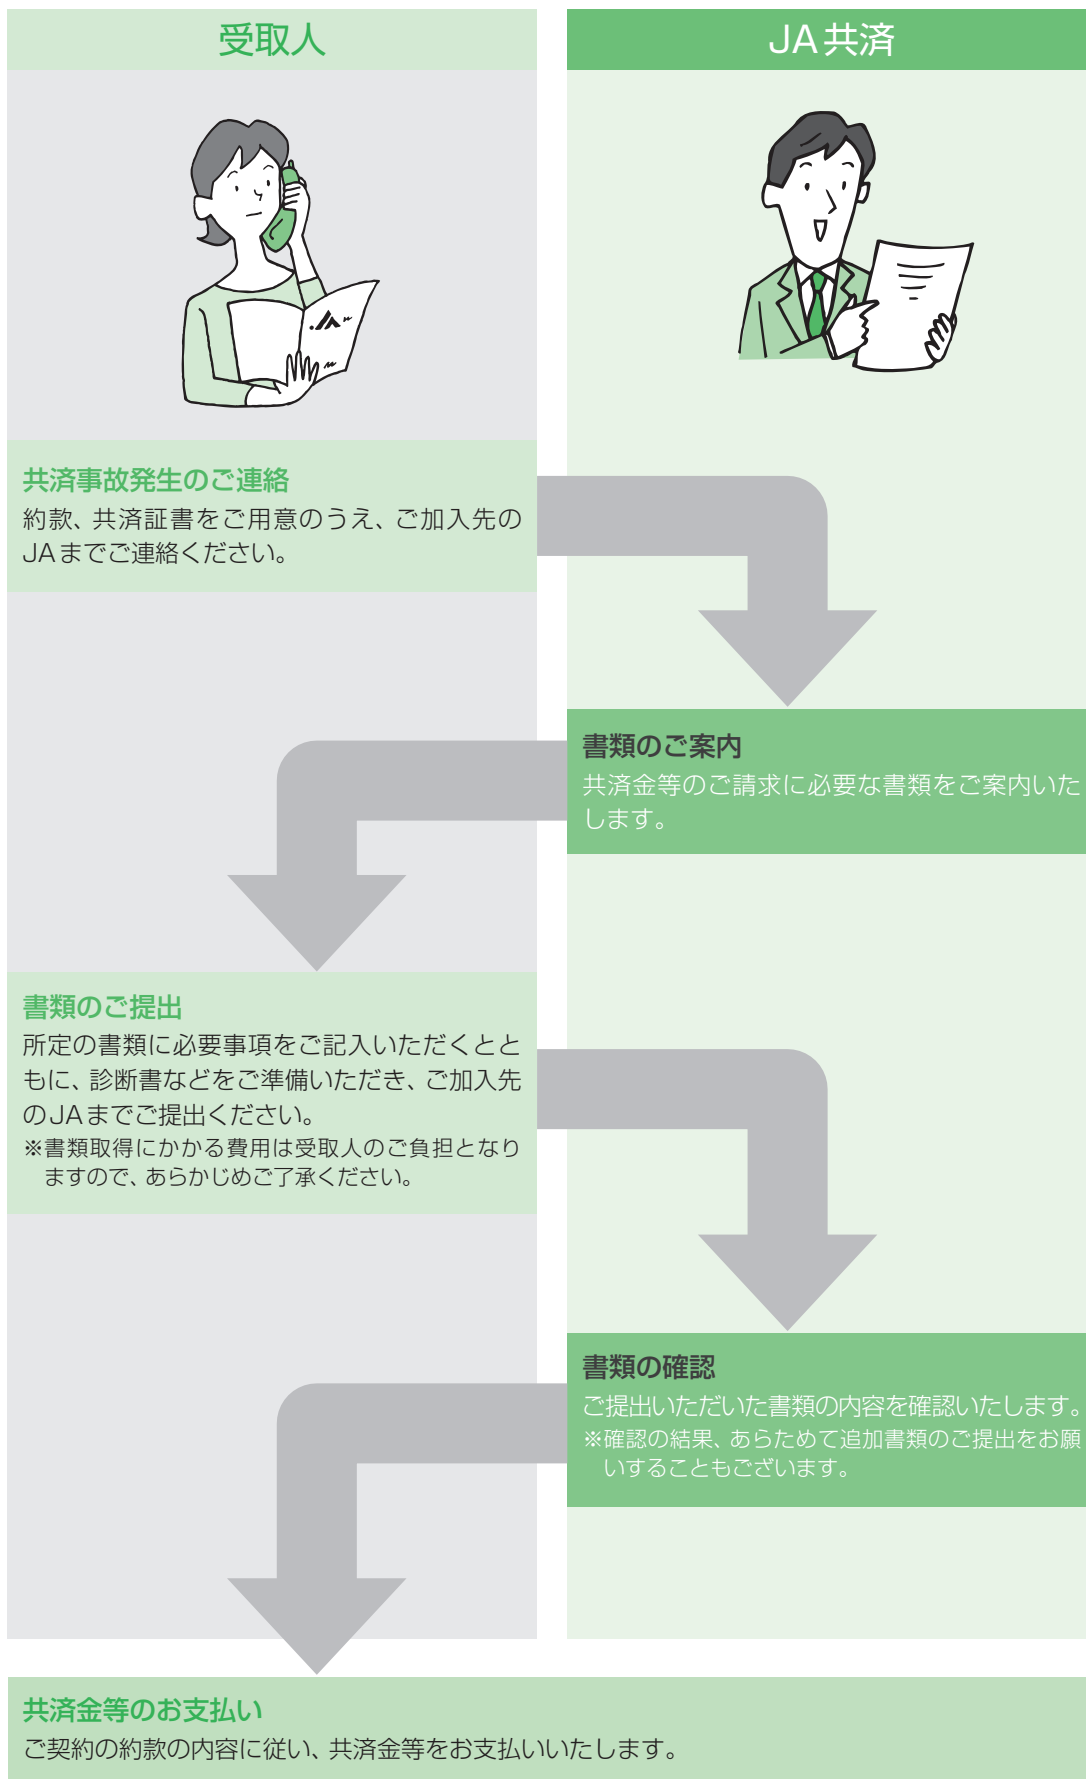 受取人
JA共済
共済事故発生のご連絡
約款、共済証書をご用意のうえ、ご加入先の
JAまでご連絡ください。
書類のご案内
共済金等のご請求に必要な書類をご案内いた
します。
書類のご提出
所定の書類に必要事項をご記入いただくとと
もに、診断書などをご準備いただき、ご加入先
のJAまでご提出ください。
※書類取得にかかる費用は受取人のご負担となり
ますので、あらかじめご了承ください。
書類の確認
ご提出いただいた書類の内容を確認いたします。
※確認の結果、あらためて追加書類のご提出をお願
いすることもございます。
共済金等のお支払い
ご契約の約款の内容に従い、共済金等をお支払いいたします。